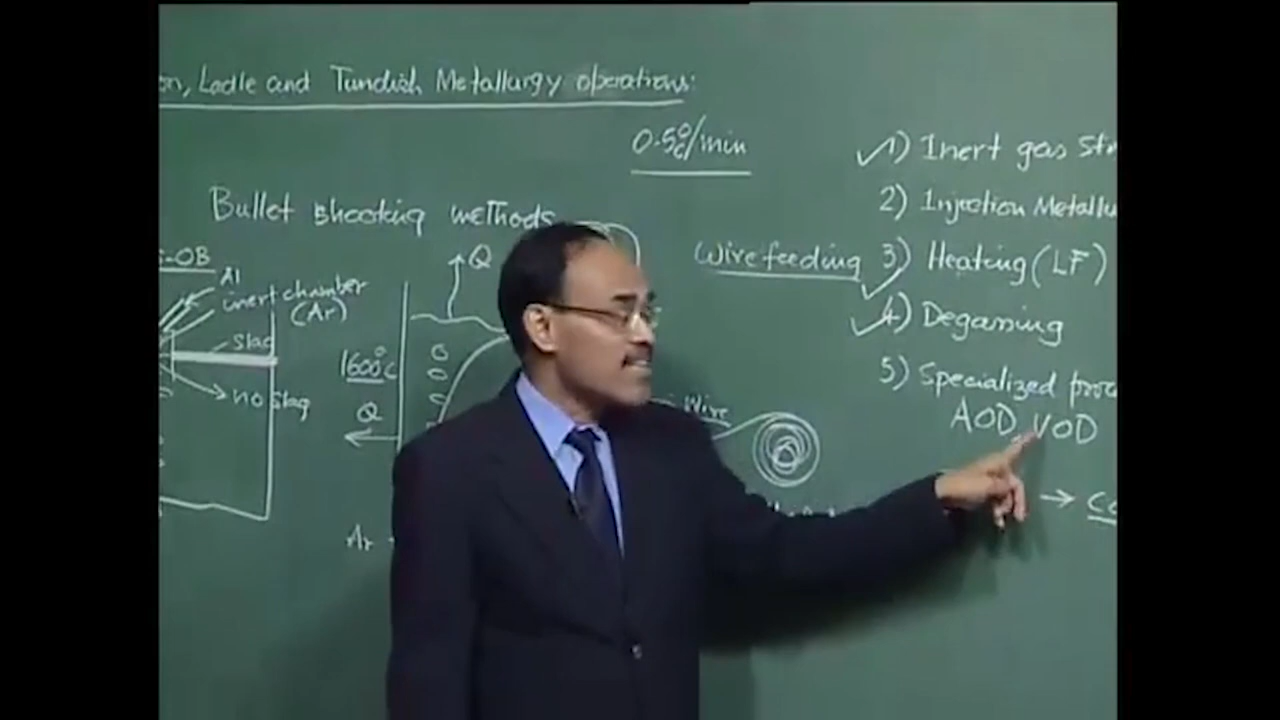 on, Ladle and Tundish Metallurgy operations:
0.5°C/min
Bullet shooting methods
-OB
Al
inert chamber
(Ar)
slag
no slag
Q
1600°C
Q
Ar
Wire feeding
Wire
1) Inert gas Sti
2) Injection Metallu
3) Heating (LF)
4) Degassing
5) Specialized proc
AOD VOD
→ Co